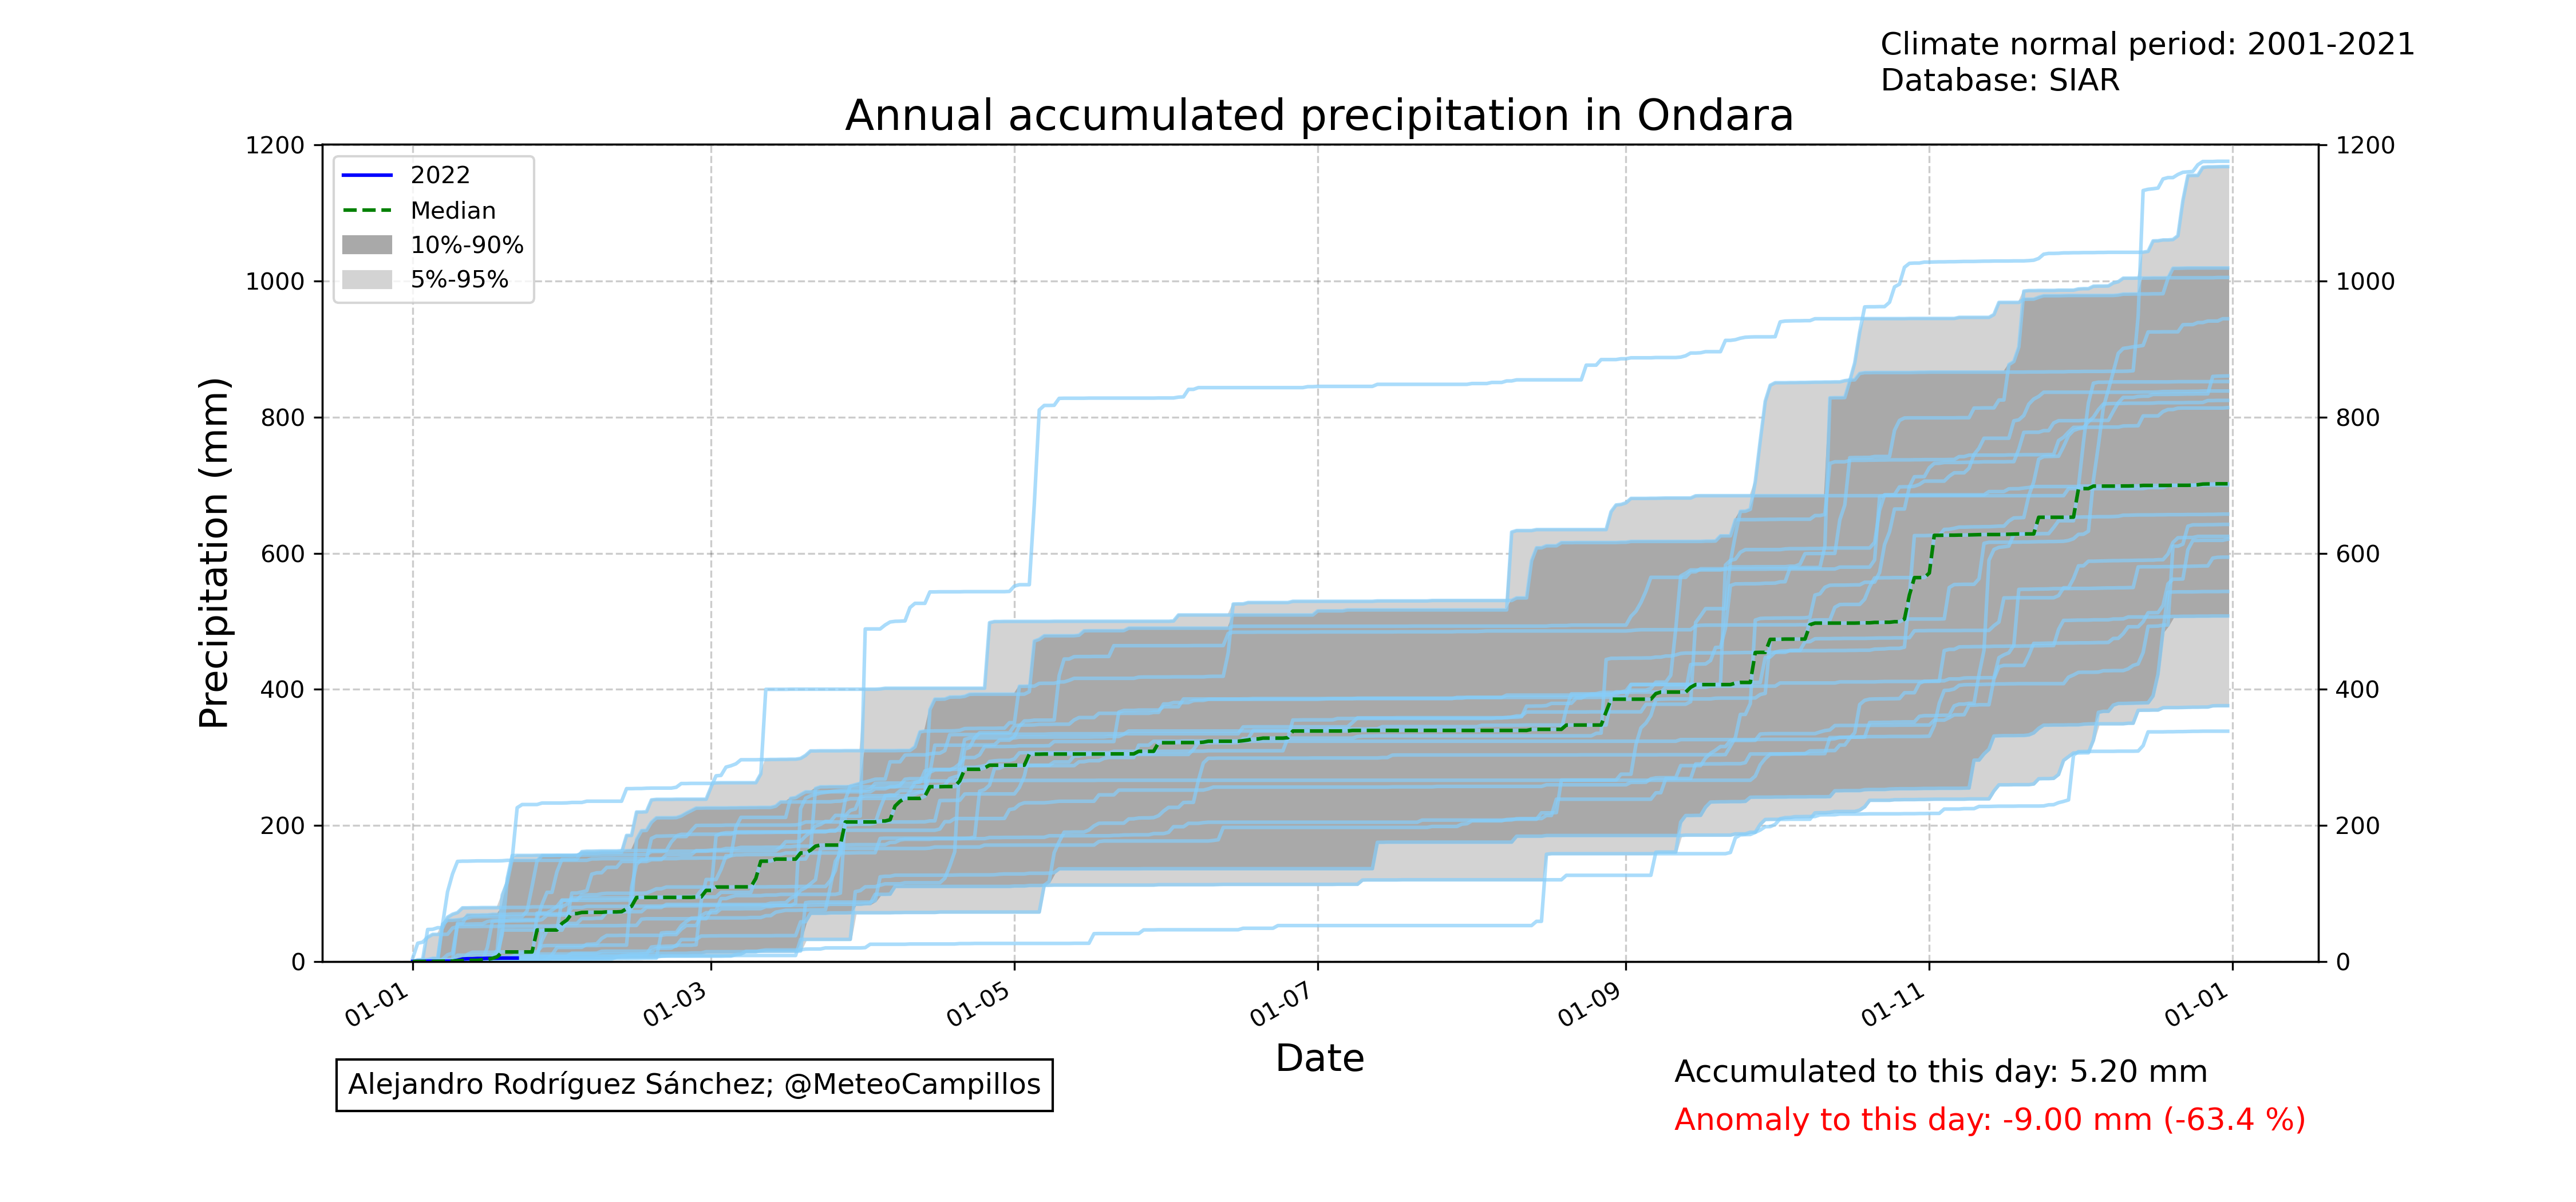 Climate normal period: 2001-2021
Database: SIAR
Annual accumulated precipitation in Ondara
2022
Median
10%-90%
5%-95%
Precipitation (mm)
1200
1000
800
600
400
200
0
1200
1000
800
600
400
200
0
01-01
01-03
01-05
01-07
01-09
01-11
01-01
Date
Alejandro Rodríguez Sánchez; @MeteoCampillos
Accumulated to this day: 5.20 mm
Anomaly to this day: -9.00 mm (-63.4 %)